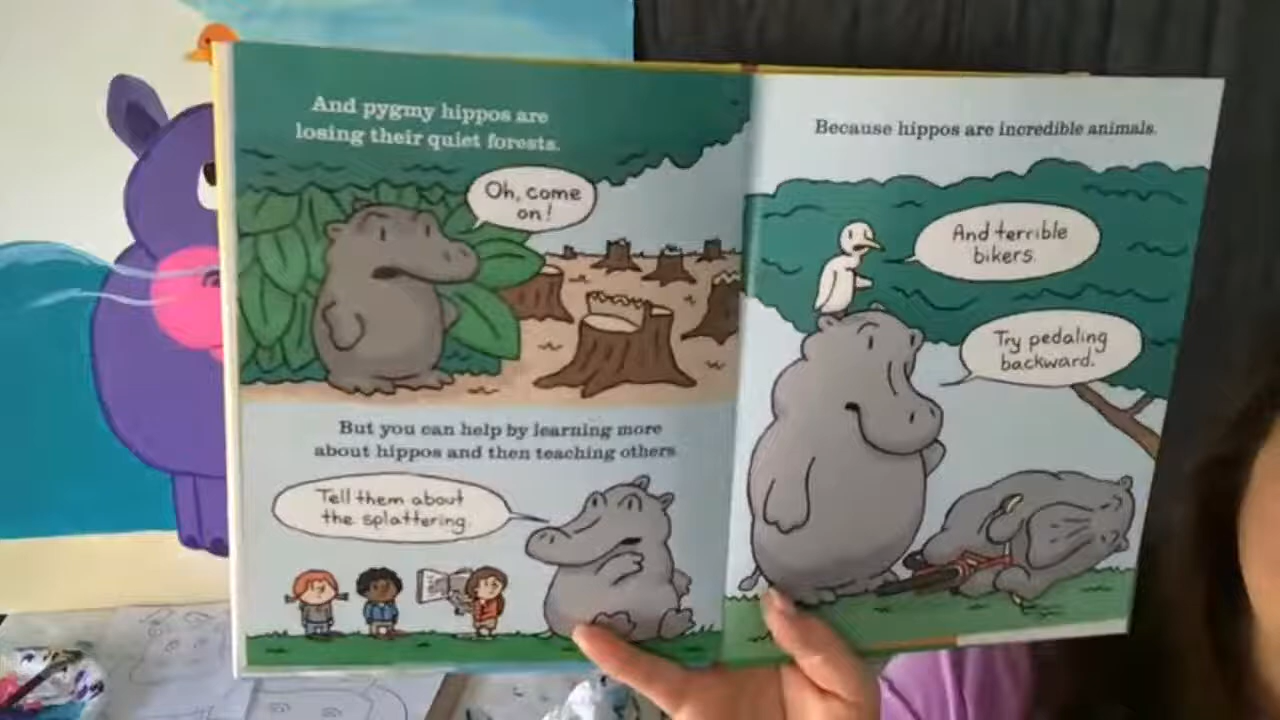 And pygmy hippos are
losing their quiet forests.
Oh, come
on!
But you can help by learning more
about hippos and then teaching others
Tell them about
the splattering.
Because hippos are incredible animals.
And terrible
bikers.
Try pedaling
backward.